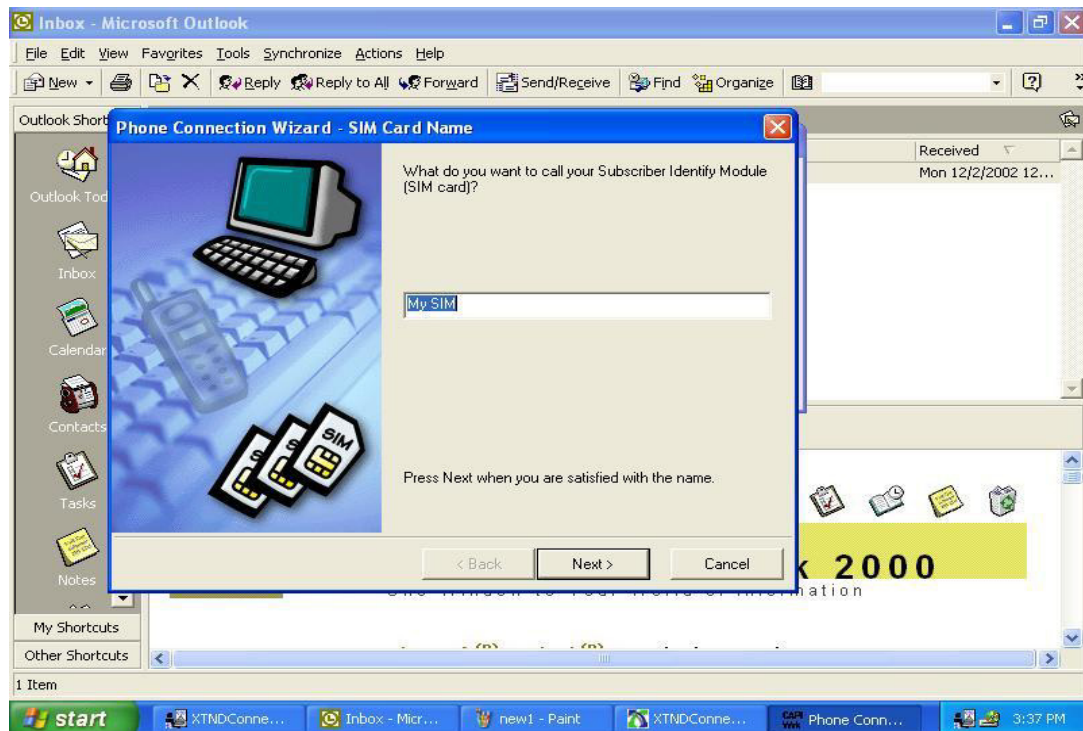 Inbox - Microsoft Outlook
File Edit View Favorites Tools Synchronize Actions Help
New Reply Reply to All Forward Send/Receive Find Organize
Outlook Short
Phone Connection Wizard - SIM Card Name
Received
Mon 12/2/2002 12...
What do you want to call your Subscriber Identify Module
(SIM card)?
Outlook Tod
Inbox
My SIM
Calendar
SIM
Contacts
Press Next when you are satisfied with the name.
Tasks
< Back Next > Cancel
2000
Notes
My Shortcuts
Other Shortcuts
1 Item
start XTNDConne... Inbox - Micr... new1 - Paint XTNDConne... Phone Conn... 3:37 PM